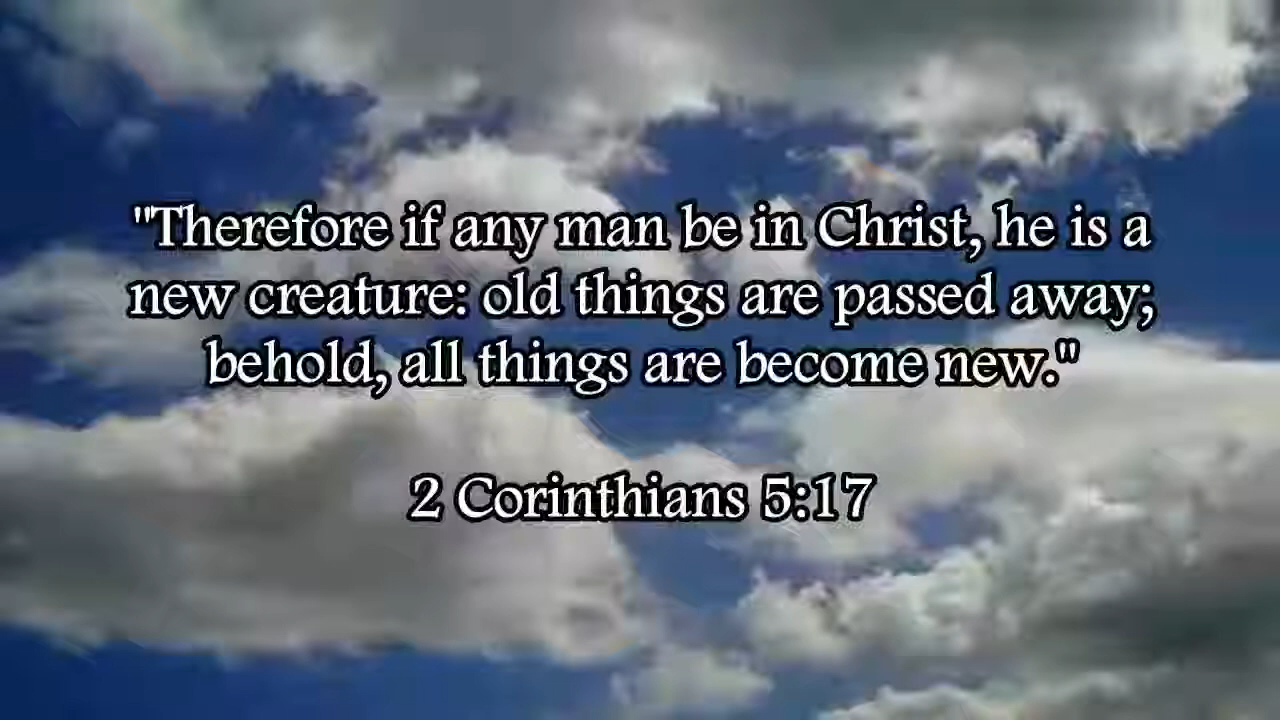 "Therefore if any man be in Christ, he is a
new creature: old things are passed away;
behold, all things are become new."
2 Corinthians 5:17